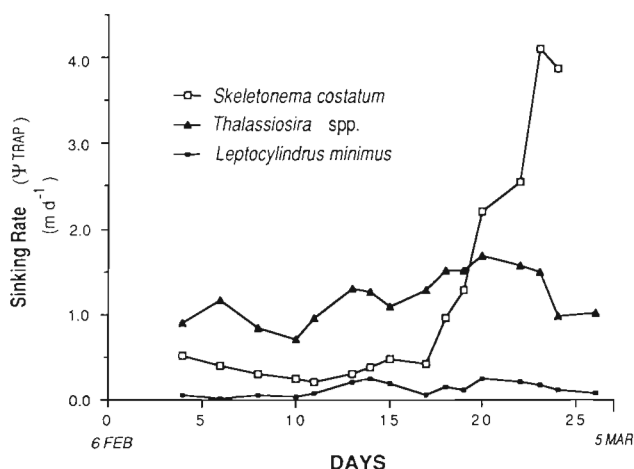 Sinking Rate (Ψ TRAP)
(m d-1)
4.0
3.0
2.0
1.0
0.0
Skeletonema costatum
Thalassiosira spp.
Leptocylindrus minimus
0 5 10 15 20 25
6 FEB 5 MAR
DAYS